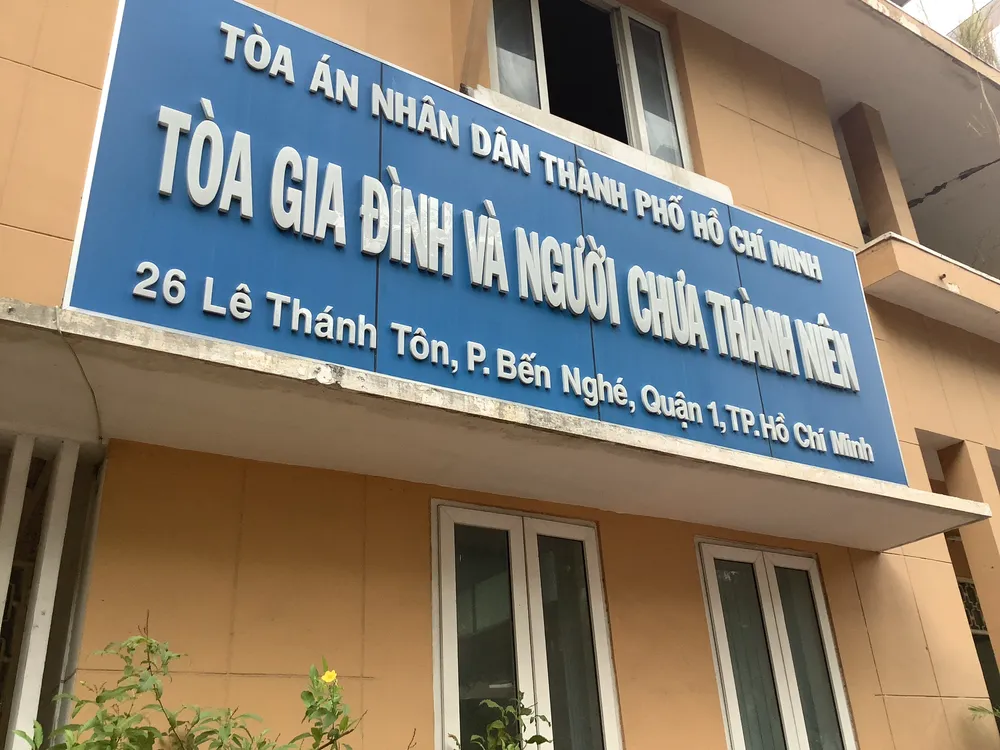 TÒA ÁN NHÂN DÂN THÀNH PHỐ HỒ CHÍ MINH
TÒA GIA ĐÌNH VÀ NGƯỜI CHƯA THÀNH NIÊN
26 Lê Thánh Tôn, P. Bến Nghé, Quận 1, TP. Hồ Chí Minh